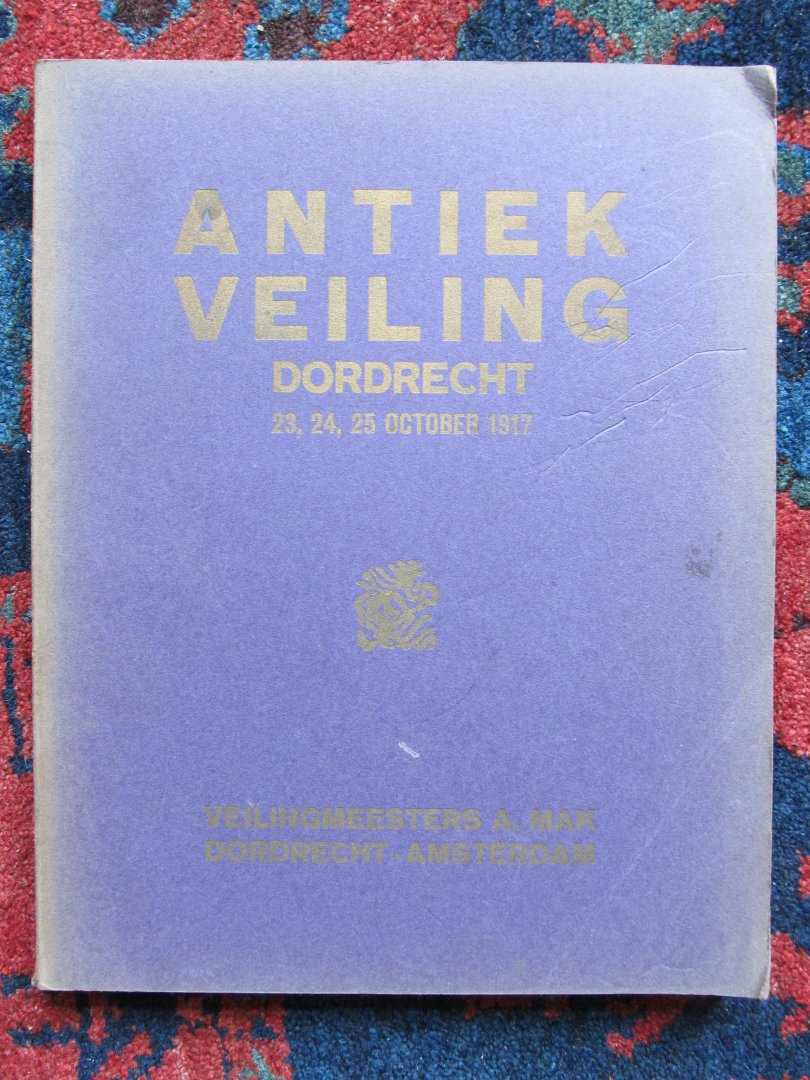 ANTIEK
VEILING
DORDRECHT
23, 24, 25 OCTOBER 1917
VEILINGMEESTERS A. MAK
DORDRECHT-AMSTERDAM